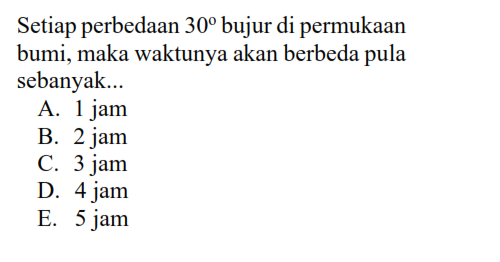 Setiap perbedaan 30º bujur di permukaan
bumi, maka waktunya akan berbeda pula
sebanyak...
A. 1 jam
B. 2 jam
C. 3 jam
D. 4 jam
E. 5 jam